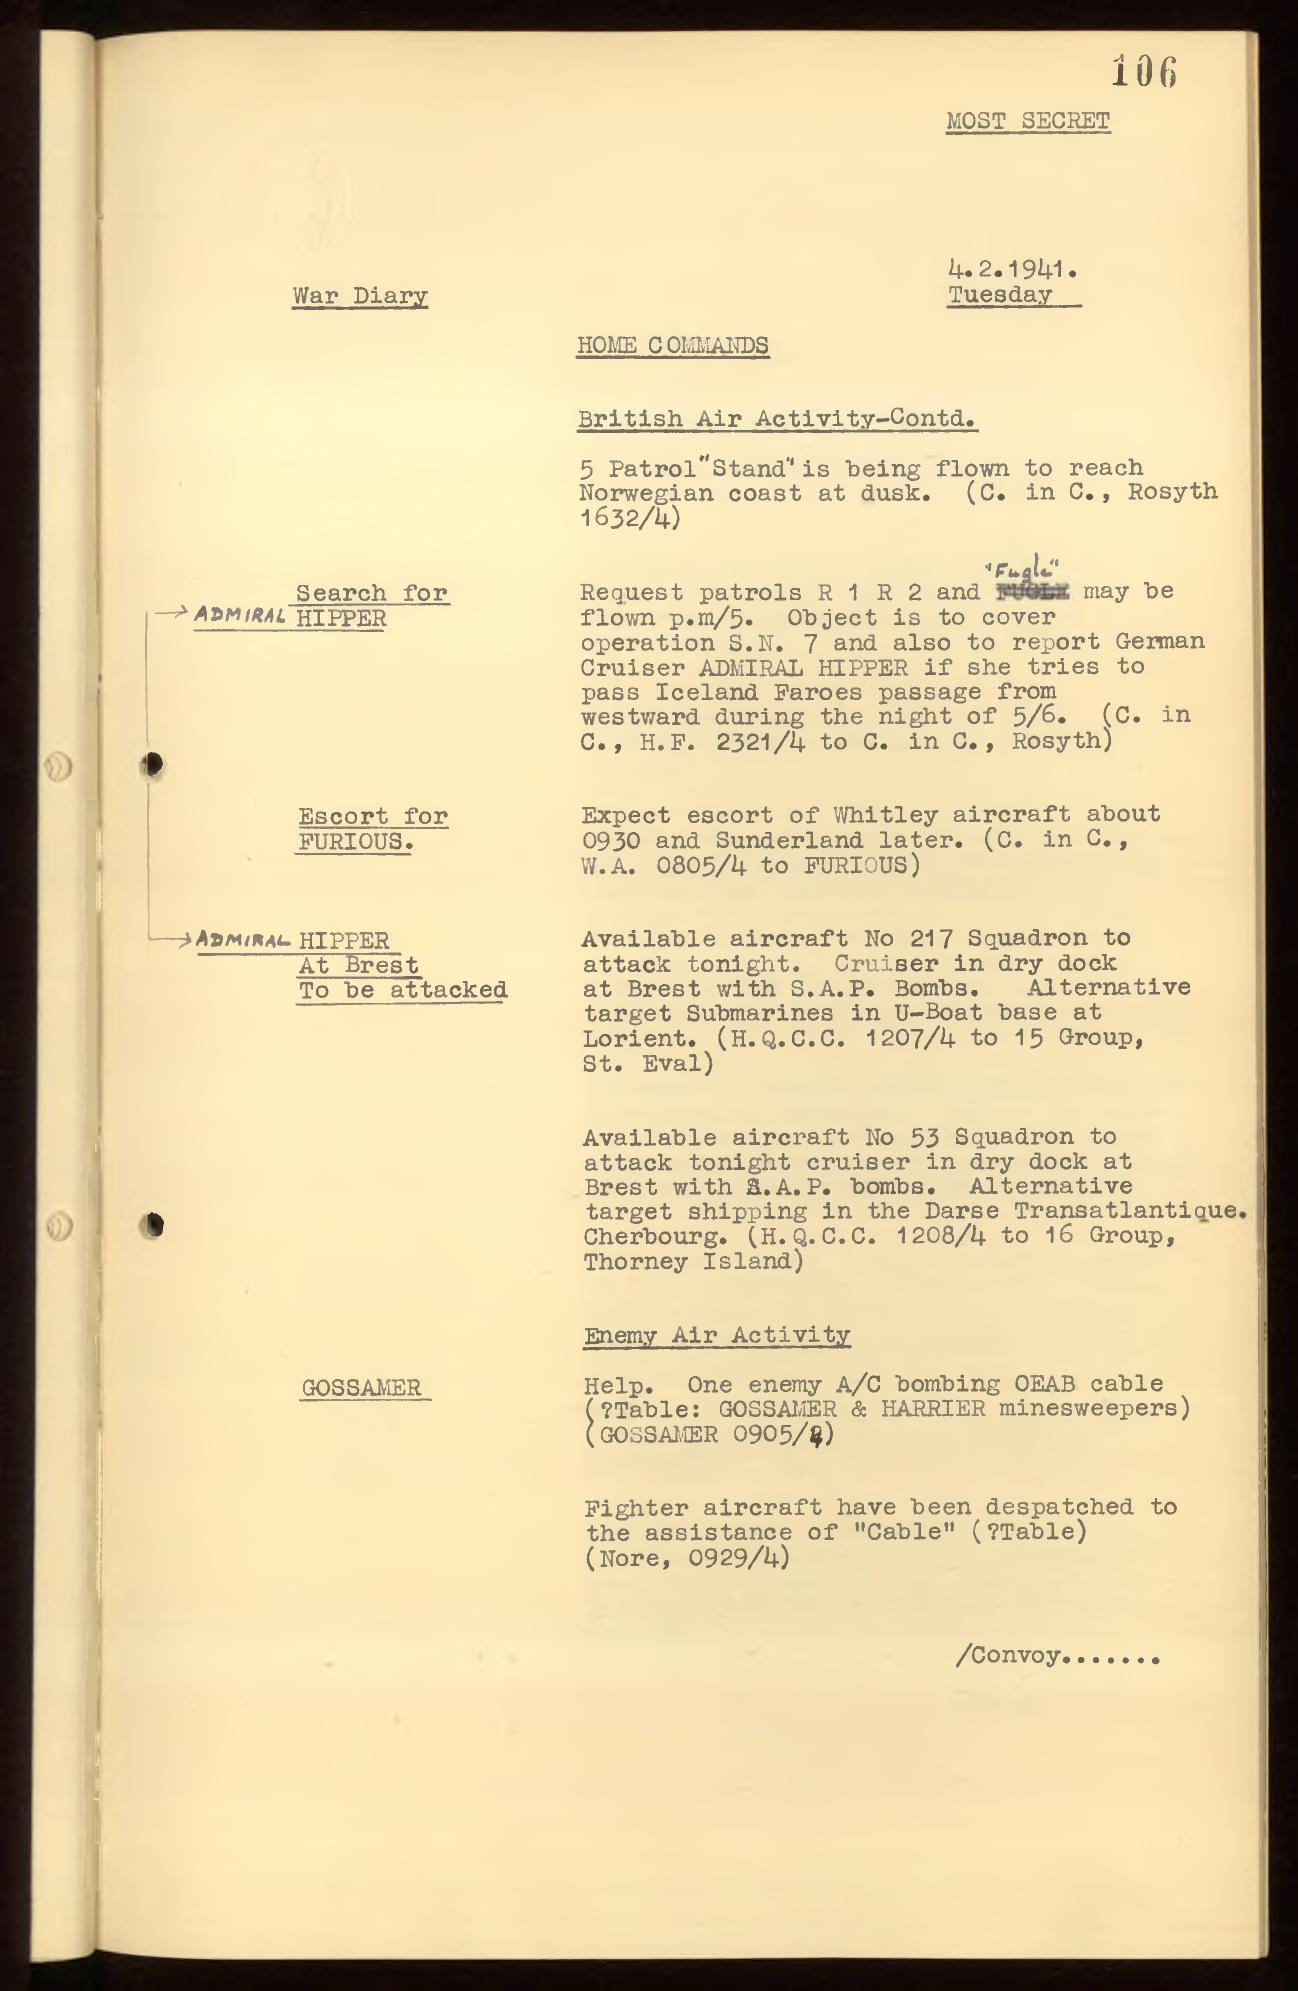 106
MOST SECRET
4.2.1941.
War Diary
Tuesday
HOME COMMANDS
British Air Activity-Contd.
5 Patrol "Stand" is being flown to reach
Norwegian coast at dusk. (C. in C., Rosyth
1632/4)
Search for
ADMIRAL HIPPER
"Fugle"
Request patrols R 1 R 2 and FUGLE may be
flown p.m/5. Object is to cover
operation S.N. 7 and also to report German
Cruiser ADMIRAL HIPPER if she tries to
pass Iceland Faroes passage from
westward during the night of 5/6. (C. in
C., H.F. 2321/4 to C. in C., Rosyth)
Escort for
FURIOUS.
Expect escort of Whitley aircraft about
0930 and Sunderland later. (C. in C.,
W.A. 0805/4 to FURIOUS)
ADMIRAL HIPPER
At Brest
To be attacked
Available aircraft No 217 Squadron to
attack tonight. Cruiser in dry dock
at Brest with S.A.P. Bombs. Alternative
target Submarines in U-Boat base at
Lorient. (H.Q.C.C. 1207/4 to 15 Group,
St. Eval)
Available aircraft No 53 Squadron to
attack tonight cruiser in dry dock at
Brest with S.A.P. bombs. Alternative
target shipping in the Darse Transatlantique.
Cherbourg. (H.Q.C.C. 1208/4 to 16 Group,
Thorney Island)
Enemy Air Activity
GOSSAMER
Help. One enemy A/C bombing OEAB cable
(?Table: GOSSAMER & HARRIER minesweepers)
(GOSSAMER 0905/4)
Fighter aircraft have been despatched to
the assistance of "Cable" (?Table)
(Nore, 0929/4)
/Convoy.......